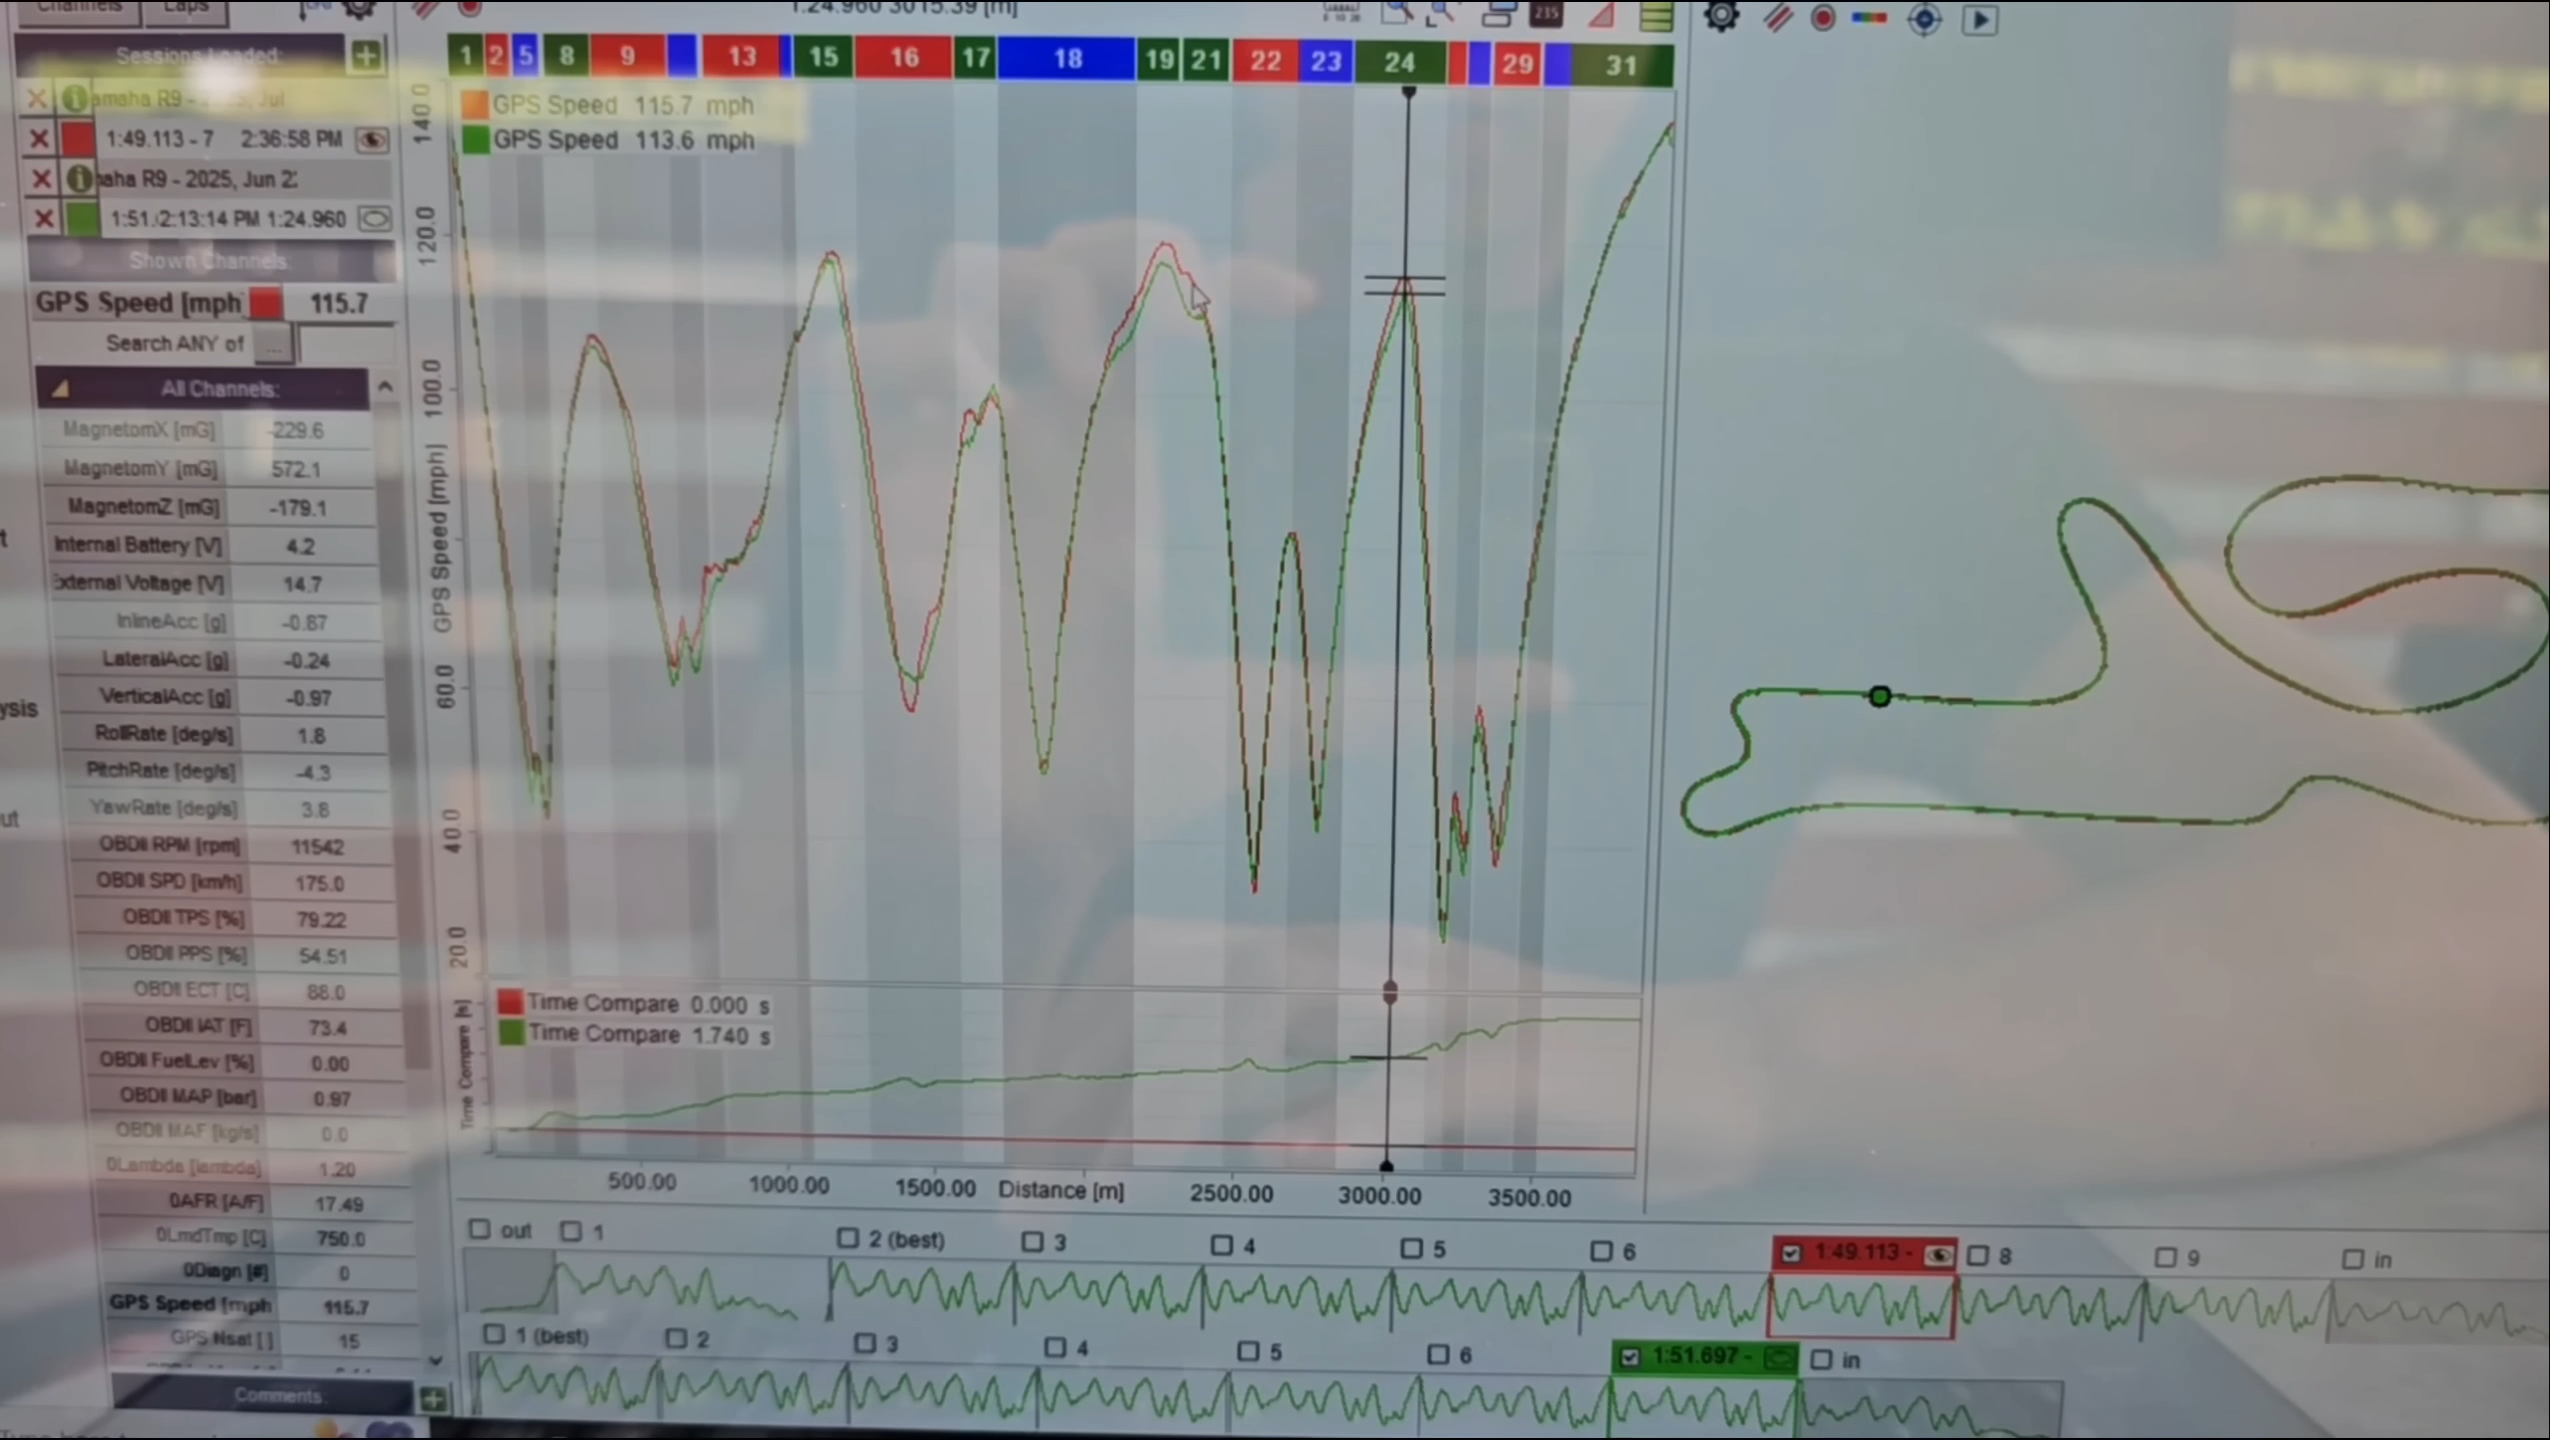 Channels Laps
1:24.960 3015.39 [m]
235
Sessions Loaded:
amaha R9 -
1:49.113 - 7 2:36:58 PM
aha R9 - 2025, Jun 2
2:13:14 PM 1:24.960
Shown Channels:
GPS Speed [mph 115.7
Search ANY of ...
All Channels:
MagnetomX [mG] -229.6
MagnetomY [mG] 572.1
MagnetomZ [mG] -179.1
Internal Battery [V] 4.2
External Voltage [V] 14.7
InlineAcc [g] -0.87
LateralAcc [g] -0.24
VerticalAcc [g] -0.97
RollRate [deg/s] 1.8
PitchRate [deg/s] -4.3
YawRate [deg/s] 3.8
OBDII RPM [rpm] 11542
OBDII SPD [km/h] 175.0
OBDII TPS [%] 79.22
OBDII PPS [%] 54.51
OBDII ECT [C] 88.0
OBDII IAT [F] 73.4
OBDII FuelLev [%] 0.00
OBDII MAP [bar] 0.97
OBDII MAF [kg/s] 0.0
0Lambda [lambda] 1.20
0AFR [A/F] 17.49
0LmdTmp [C] 750.0
0Diagn [#] 0
GPS Speed [mph 115.7
GPS Nsat [ ] 15
Comments
t
ysis
ut
1 2 5 8 9 13 15 16 17 18 19 21 22 23 24 29 31
GPS Speed 115.7 mph
GPS Speed 113.6 mph
140.0
120.0
100.0
GPS Speed [mph]
60.0
40.0
20.0
Time Compare [s]
Time Compare 0.000 s
Time Compare 1.740 s
500.00 1000.00 1500.00 Distance [m] 2500.00 3000.00 3500.00
out 1 2 (best) 3 4 5 6 1:49.113 - 8 9 in
1 (best) 2 3 4 5 6 1:51.697 - in